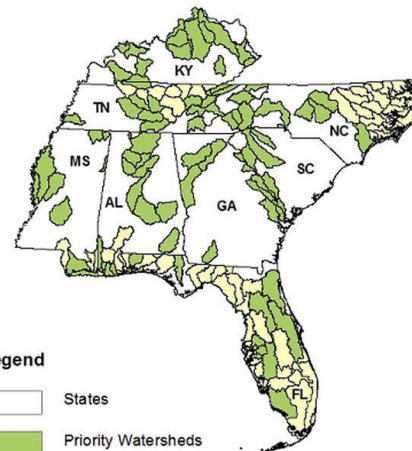 KY
TN
NC
MS
SC
AL
GA
FL
egend
States
Priority Watersheds